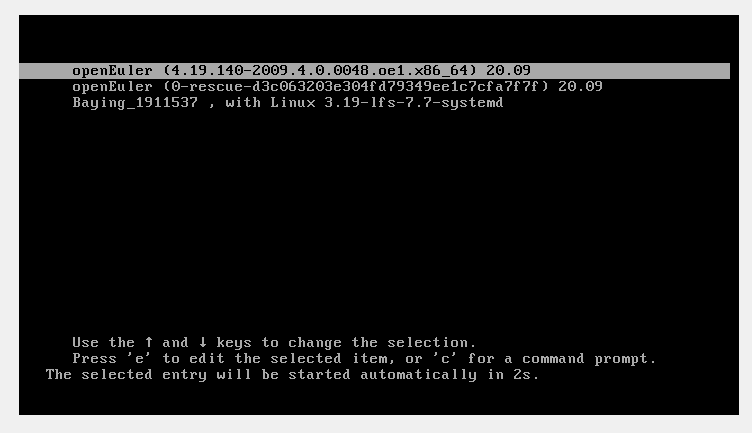 openEuler (4.19.140-2009.4.0.0048.oe1.x86_64) 20.09
openEuler (0-rescue-d3c063203e304fd79349ee1c7cfa7f7f) 20.09
Baying_1911537 , with Linux 3.19-lfs-7.7-systemd
Use the ↑ and ↓ keys to change the selection.
Press 'e' to edit the selected item, or 'c' for a command prompt.
The selected entry will be started automatically in 2s.